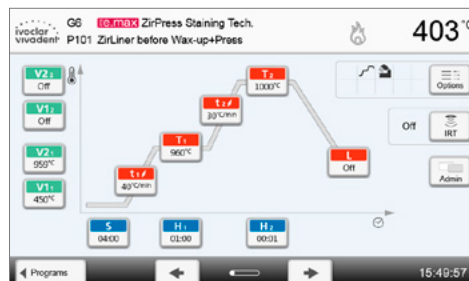 ivoclar vivadent
G6 IPS e.max ZirPress Staining Tech.
P101 ZirLiner before Wax-up+Press
403 °C
V2₂
Off
V1₂
Off
V2₁
959°C
V1₁
450°C
t₁
40°C/min
T₁
960°C
t₂
30°C/min
T₂
1000°C
L
Off
Options
Off
IRT
Admin
S
04:00
H₁
01:00
H₂
00:01
Programs
15:49:57